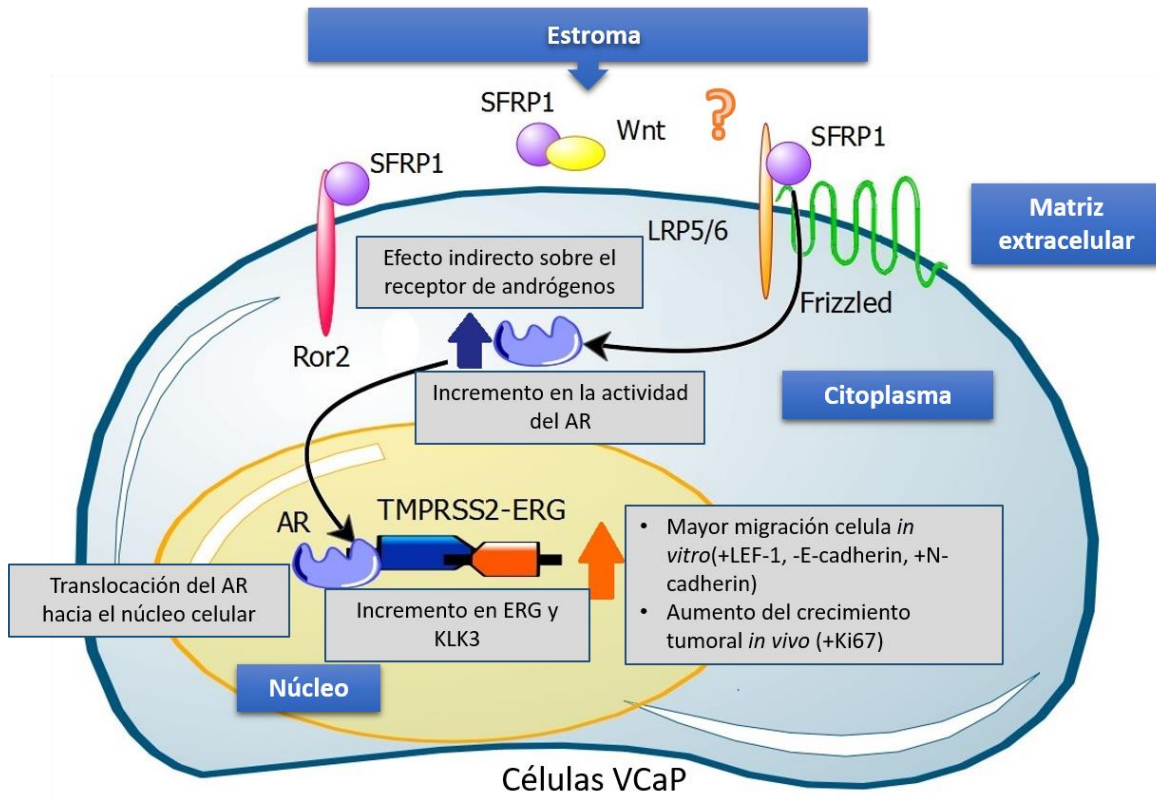 Estroma
SFRP1
Wnt
?
SFRP1
SFRP1
Matriz
extracelular
LRP5/6
Efecto indirecto sobre el
receptor de andrógenos
Frizzled
Ror2
Incremento en la actividad
del AR
Citoplasma
AR
TMPRSS2-ERG
• Mayor migración celula in
vitro(+LEF-1, -E-cadherin, +N-
cadherin)
• Aumento del crecimiento
tumoral in vivo (+Ki67)
Translocación del AR
hacia el núcleo celular
Incremento en ERG y
KLK3
Núcleo
Células VCaP